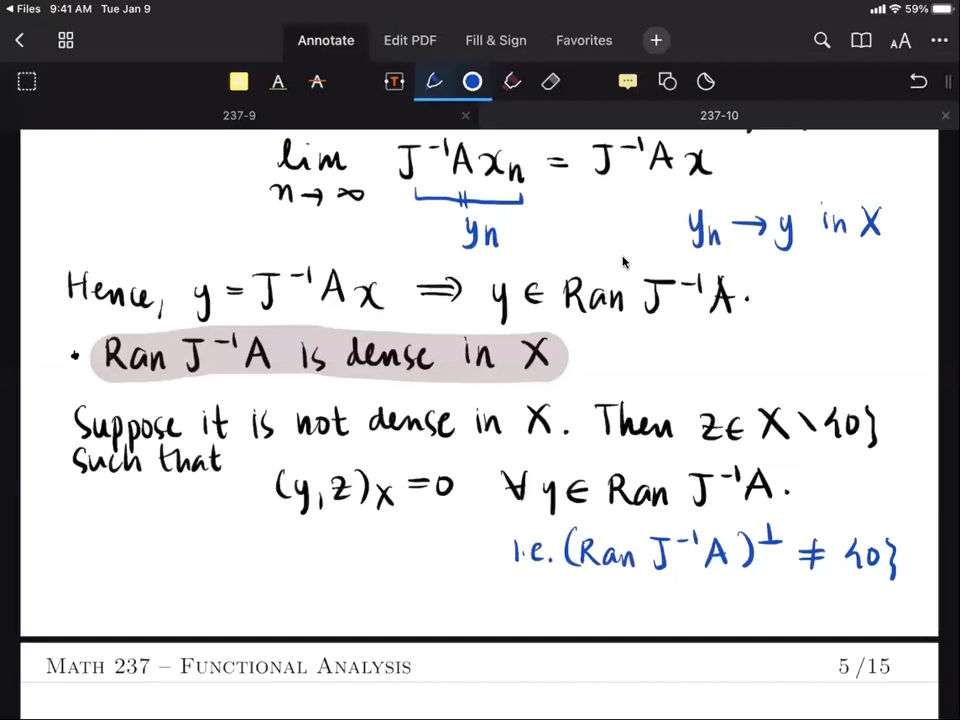 Files 9:41 AM Tue Jan 9 59%
Annotate Edit PDF Fill & Sign Favorites
237-9 237-10
lim J⁻¹Axₙ = J⁻¹Ax
n→∞
yₙ yₙ → y in X
Hence, y = J⁻¹Ax ⟹ y ∈ Ran J⁻¹A.
• Ran J⁻¹A is dense in X
Suppose it is not dense in X. Then z ∈ X \ {0}
such that
(y,z)_X = 0 ∀ y ∈ Ran J⁻¹A.
i.e. (Ran J⁻¹A)^⊥ ≠ {0}
MATH 237 – FUNCTIONAL ANALYSIS 5/15